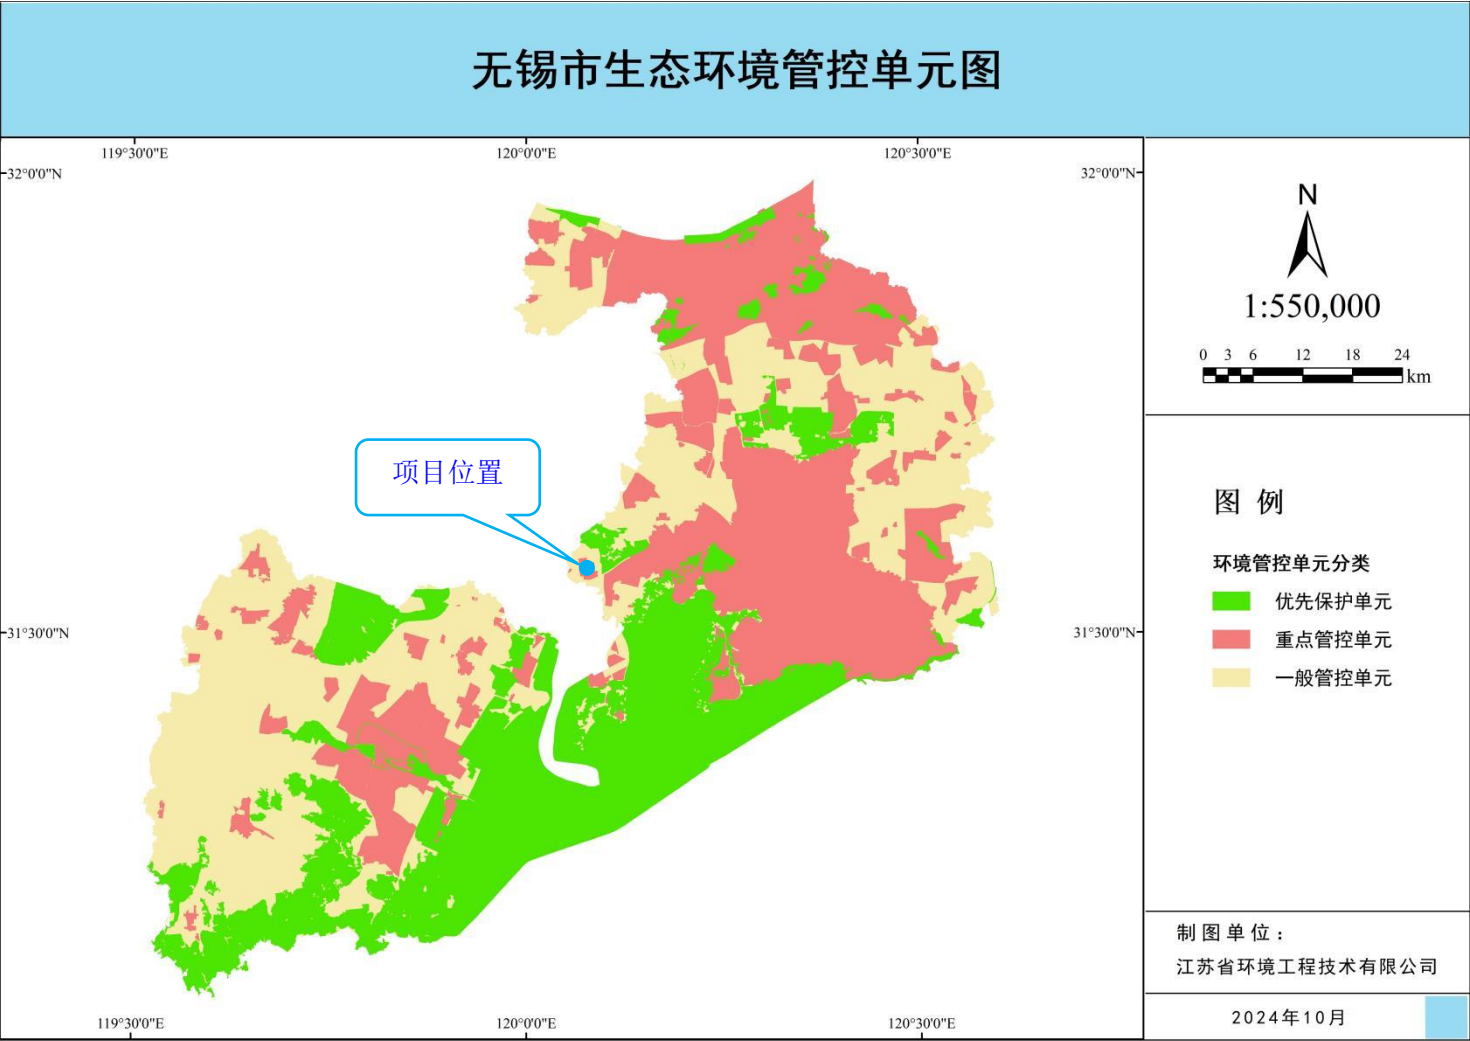 无锡市生态环境管控单元图
119°30'0"E
120°0'0"E
120°30'0"E
32°0'0"N
32°0'0"N
N
1:550,000
0 3 6 12 18 24
km
项目位置
图 例
环境管控单元分类
优先保护单元
重点管控单元
一般管控单元
31°30'0"N
31°30'0"N
制图单位：
江苏省环境工程技术有限公司
2024年10月
119°30'0"E
120°0'0"E
120°30'0"E